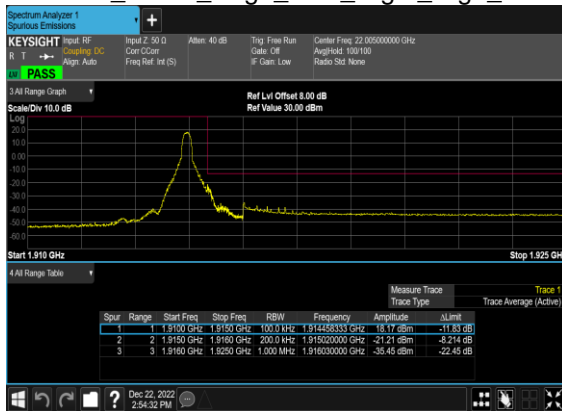 Spectrum Analyzer 1
Spurious Emissions
KEYSIGHT Input: RF Input Z: 50 Ω Atten: 40 dB Trig: Free Run Center Freq: 22.005000000 GHz
R T Coupling: DC Corr CCorr Gate: Off Avg|Hold: 100/100
Align: Auto Freq Ref: Int (S) IF Gain: Low Radio Std: None
PASS
3 All Range Graph
Ref Lvl Offset 8.00 dB
Scale/Div 10.0 dB Ref Value 30.00 dBm
Log
20.0
10.0
0.00
-10.0
-20.0
-30.0
-40.0
-50.0
-60.0
Start 1.910 GHz Stop 1.925 GH
4 All Range Table
Measure Trace Trace 1
Trace Type Trace Average (Active)
Spur Range Start Freq Stop Freq RBW Frequency Amplitude ΔLimit
1 1 1.9100 GHz 1.9150 GHz 100.0 kHz 1.914458333 GHz 18.17 dBm -11.83 dB
2 2 1.9150 GHz 1.9160 GHz 200.0 kHz 1.915020000 GHz -21.21 dBm -8.214 dB
3 3 1.9160 GHz 1.9250 GHz 1.000 MHz 1.916030000 GHz -35.45 dBm -22.45 dB
Dec 22, 2022
2:54:32 PM